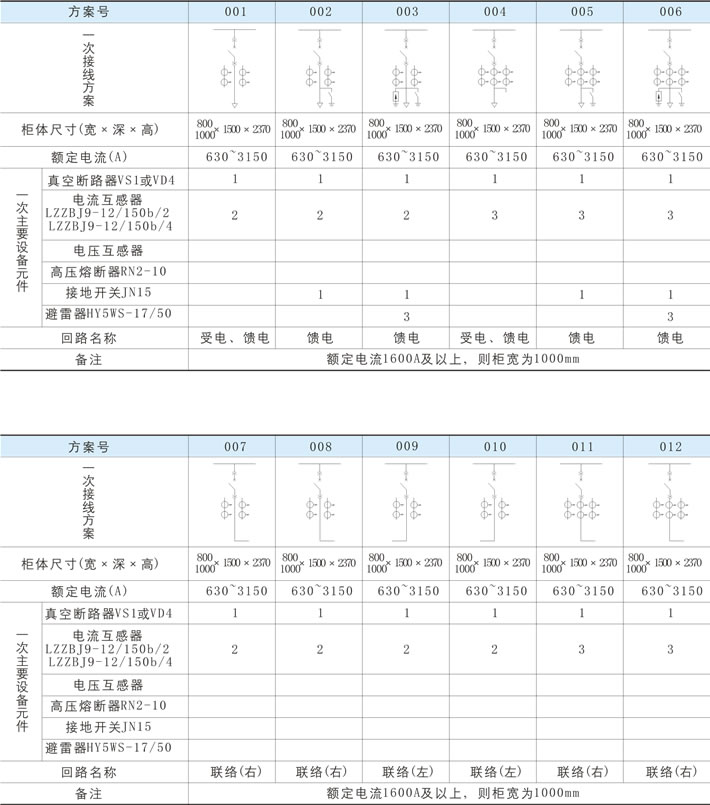 方案号 001 002 003 004 005 006
一次接线方案
柜体尺寸(宽×深×高) 800 1000×1500×2370 800 1000×1500×2370 800 1000×1500×2370 800 1000×1500×2370 800 1000×1500×2370 800 1000×1500×2370
额定电流(A) 630~3150 630~3150 630~3150 630~3150 630~3150 630~3150
一次主要设备元件
真空断路器VS1或VD4 1 1 1 1 1 1
电流互感器
LZZBJ9-12/150b/2 2 2 2 3 3 3
LZZBJ9-12/150b/4
电压互感器
高压熔断器RN2-10
接地开关JN15 1 1 1 1
避雷器HY5WS-17/50 3 3
回路名称 受电、馈电 馈电 馈电 受电、馈电 馈电 馈电
备注 额定电流1600A及以上，则柜宽为1000mm
方案号 007 008 009 010 011 012
一次接线方案
柜体尺寸(宽×深×高) 800 1000×1500×2370 800 1000×1500×2370 800 1000×1500×2370 800 1000×1500×2370 800 1000×1500×2370 800 1000×1500×2370
额定电流(A) 630~3150 630~3150 630~3150 630~3150 630~3150 630~3150
一次主要设备元件
真空断路器VS1或VD4 1 1 1 1 1 1
电流互感器
LZZBJ9-12/150b/2 2 2 2 2 3 3
LZZBJ9-12/150b/4
电压互感器
高压熔断器RN2-10
接地开关JN15
避雷器HY5WS-17/50
回路名称 联络(右) 联络(右) 联络(左) 联络(左) 联络(右) 联络(右)
备注 额定电流1600A及以上，则柜宽为1000mm